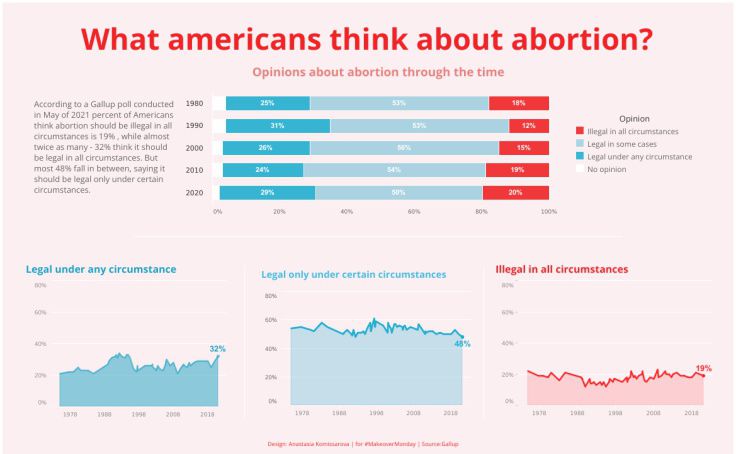 What americans think about abortion?
Opinions about abortion through the time
According to a Gallup poll conducted
in May of 2021 percent of Americans
think abortion should be illegal in all
circumstances is 19% , while almost
twice as many - 32% think it should
be legal in all circumstances. But
most 48% fall in between, saying it
should be legal only under certain
circumstances.
1980 25% 53% 18%
1990 31% 53% 12%
2000 26% 56% 15%
2010 24% 54% 19%
2020 29% 50% 20%
0% 20% 40% 60% 80% 100%
Opinion
Illegal in all circumstances
Legal in some cases
Legal under any circumstance
No opinion
Legal under any circumstance
80%
60%
40%
20%
0%
32%
1978 1988 1998 2008 2018
Legal only under certain circumstances
80%
60%
40%
20%
0%
48%
1978 1988 1998 2008 2018
Illegal in all circumstances
80%
60%
40%
20%
0%
19%
1978 1988 1998 2008 2018
Design: Anastasia Komissarova | for #MakeoverMonday | Source:Gallup